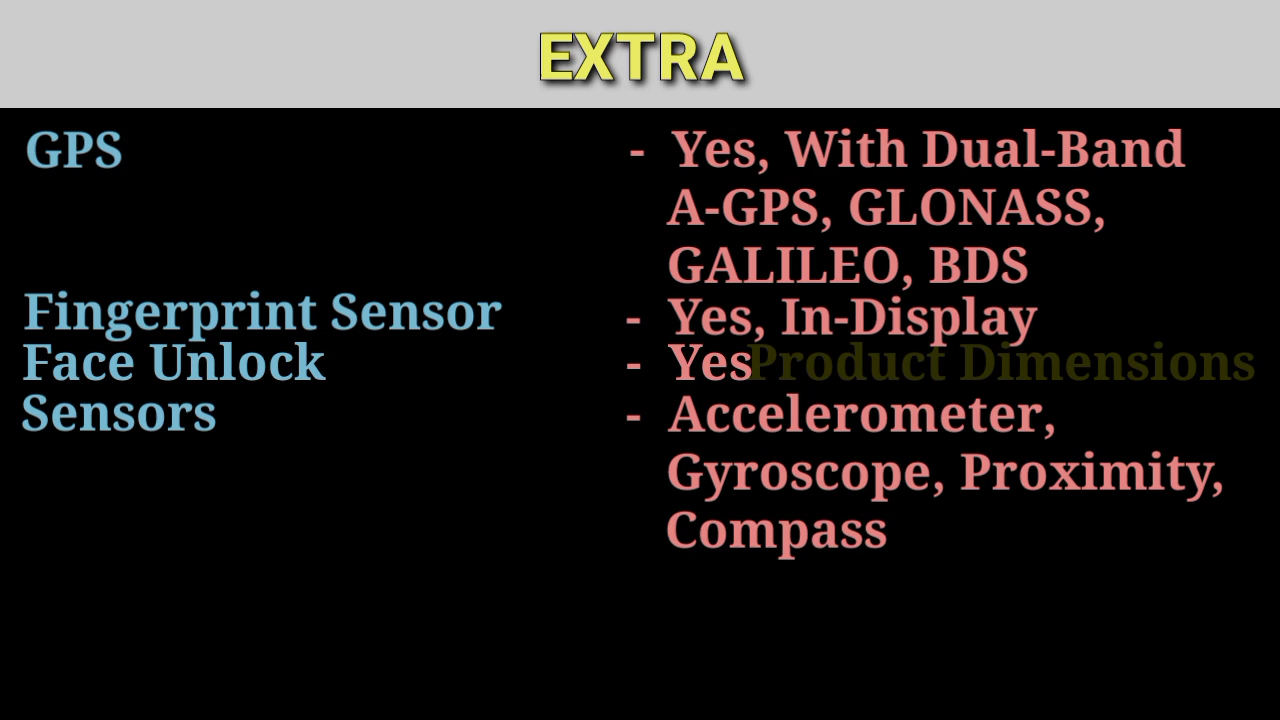 EXTRA
GPS - Yes, With Dual-Band
A-GPS, GLONASS,
GALILEO, BDS
Fingerprint Sensor - Yes, In-Display
Face Unlock - Yes Product Dimensions
Sensors - Accelerometer,
Gyroscope, Proximity,
Compass